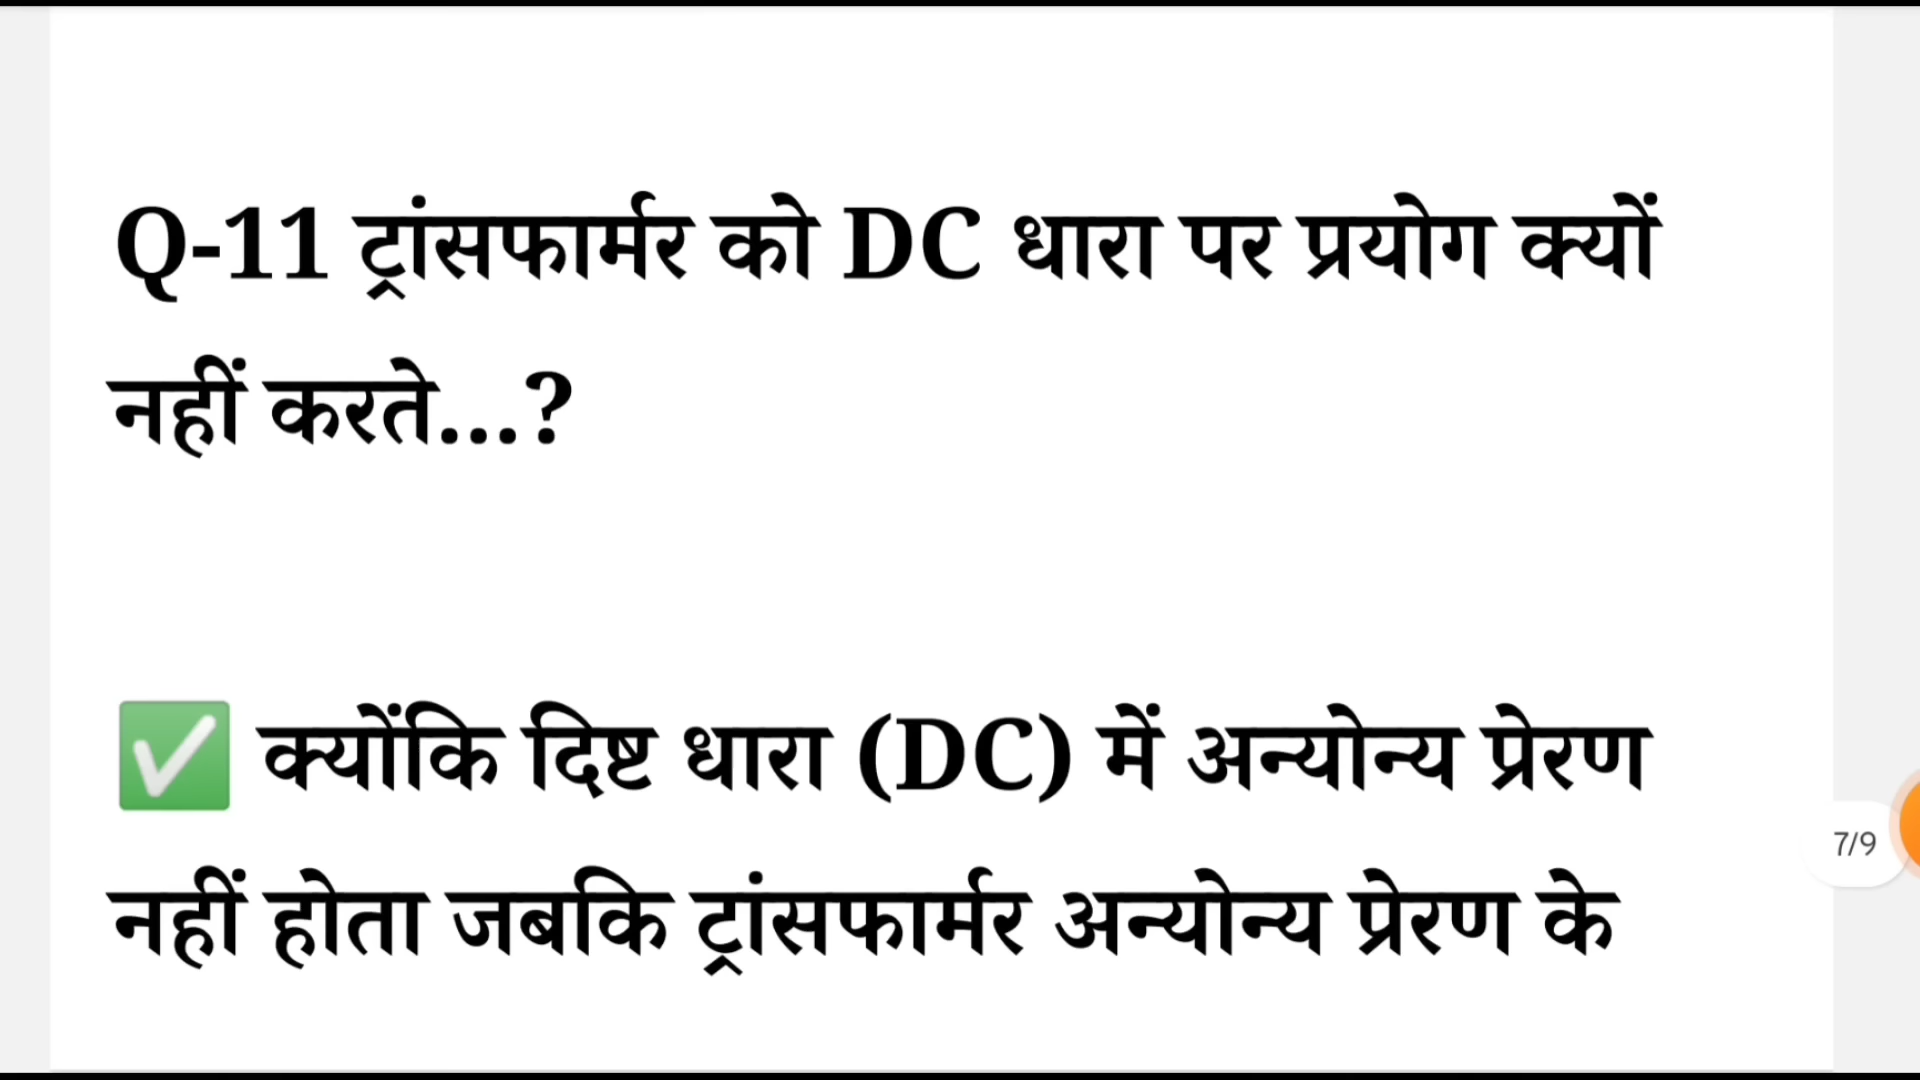 Q-11 ट्रांसफार्मर को DC धारा पर प्रयोग क्यों
नहीं करते...?
✅ क्योंकि दिष्ट धारा (DC) में अन्योन्य प्रेरण
7/9
नहीं होता जबकि ट्रांसफार्मर अन्योन्य प्रेरण के